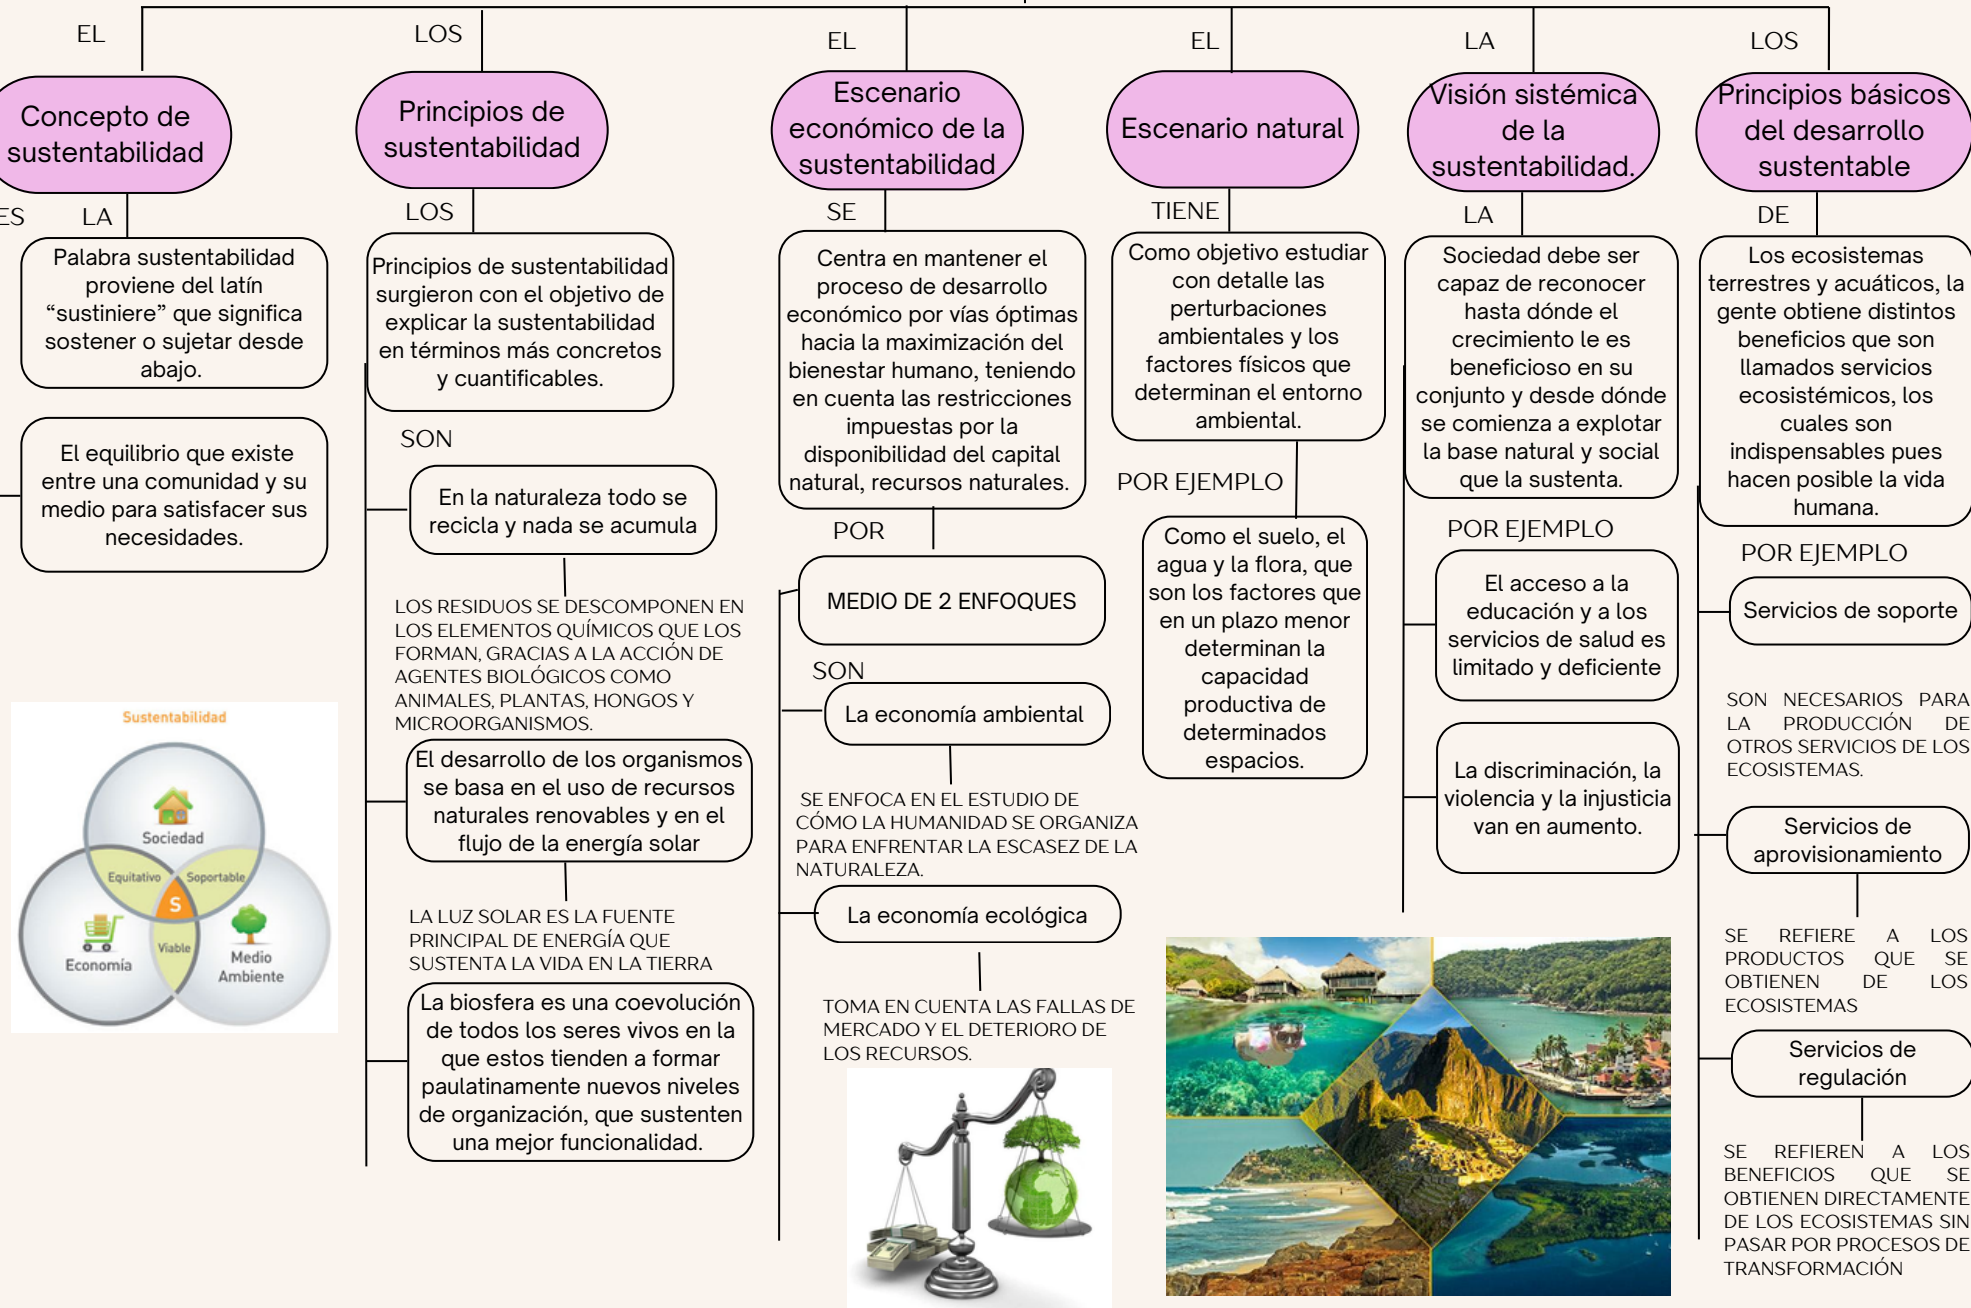 EL
Concepto de
sustentabilidad
ES
LA
Palabra sustentabilidad
proviene del latín
“sustiniere” que significa
sostener o sujetar desde
abajo.
El equilibrio que existe
entre una comunidad y su
medio para satisfacer sus
necesidades.
Sustentabilidad
Sociedad
Equitativo
Soportable
S
Economía
Viable
Medio
Ambiente
LOS
Principios de
sustentabilidad
LOS
Principios de sustentabilidad
surgieron con el objetivo de
explicar la sustentabilidad
en términos más concretos
y cuantificables.
SON
En la naturaleza todo se
recicla y nada se acumula
LOS RESIDUOS SE DESCOMPONEN EN
LOS ELEMENTOS QUÍMICOS QUE LOS
FORMAN, GRACIAS A LA ACCIÓN DE
AGENTES BIOLÓGICOS COMO
ANIMALES, PLANTAS, HONGOS Y
MICROORGANISMOS.
El desarrollo de los organismos
se basa en el uso de recursos
naturales renovables y en el
flujo de la energía solar
LA LUZ SOLAR ES LA FUENTE
PRINCIPAL DE ENERGÍA QUE
SUSTENTA LA VIDA EN LA TIERRA
La biosfera es una coevolución
de todos los seres vivos en la
que estos tienden a formar
paulatinamente nuevos niveles
de organización, que sustenten
una mejor funcionalidad.
EL
Escenario
económico de la
sustentabilidad
SE
Centra en mantener el
proceso de desarrollo
económico por vías óptimas
hacia la maximización del
bienestar humano, teniendo
en cuenta las restricciones
impuestas por la
disponibilidad del capital
natural, recursos naturales.
POR
MEDIO DE 2 ENFOQUES
SON
La economía ambiental
SE ENFOCA EN EL ESTUDIO DE
CÓMO LA HUMANIDAD SE ORGANIZA
PARA ENFRENTAR LA ESCASEZ DE LA
NATURALEZA.
La economía ecológica
TOMA EN CUENTA LAS FALLAS DE
MERCADO Y EL DETERIORO DE
LOS RECURSOS.
EL
Escenario natural
TIENE
Como objetivo estudiar
con detalle las
perturbaciones
ambientales y los
factores físicos que
determinan el entorno
ambiental.
POR EJEMPLO
Como el suelo, el
agua y la flora, que
son los factores que
en un plazo menor
determinan la
capacidad
productiva de
determinados
espacios.
LA
Visión sistémica
de la
sustentabilidad.
LA
Sociedad debe ser
capaz de reconocer
hasta dónde el
crecimiento le es
beneficioso en su
conjunto y desde dónde
se comienza a explotar
la base natural y social
que la sustenta.
POR EJEMPLO
El acceso a la
educación y a los
servicios de salud es
limitado y deficiente
La discriminación, la
violencia y la injusticia
van en aumento.
LOS
Principios básicos
del desarrollo
sustentable
DE
Los ecosistemas
terrestres y acuáticos, la
gente obtiene distintos
beneficios que son
llamados servicios
ecosistémicos, los
cuales son
indispensables pues
hacen posible la vida
humana.
POR EJEMPLO
Servicios de soporte
SON NECESARIOS PARA
LA PRODUCCIÓN DE
OTROS SERVICIOS DE LOS
ECOSISTEMAS.
Servicios de
aprovisionamiento
SE REFIERE A LOS
PRODUCTOS QUE SE
OBTIENEN DE LOS
ECOSISTEMAS
Servicios de
regulación
SE REFIEREN A LOS
BENEFICIOS QUE SE
OBTIENEN DIRECTAMENTE
DE LOS ECOSISTEMAS SIN
PASAR POR PROCESOS DE
TRANSFORMACIÓN